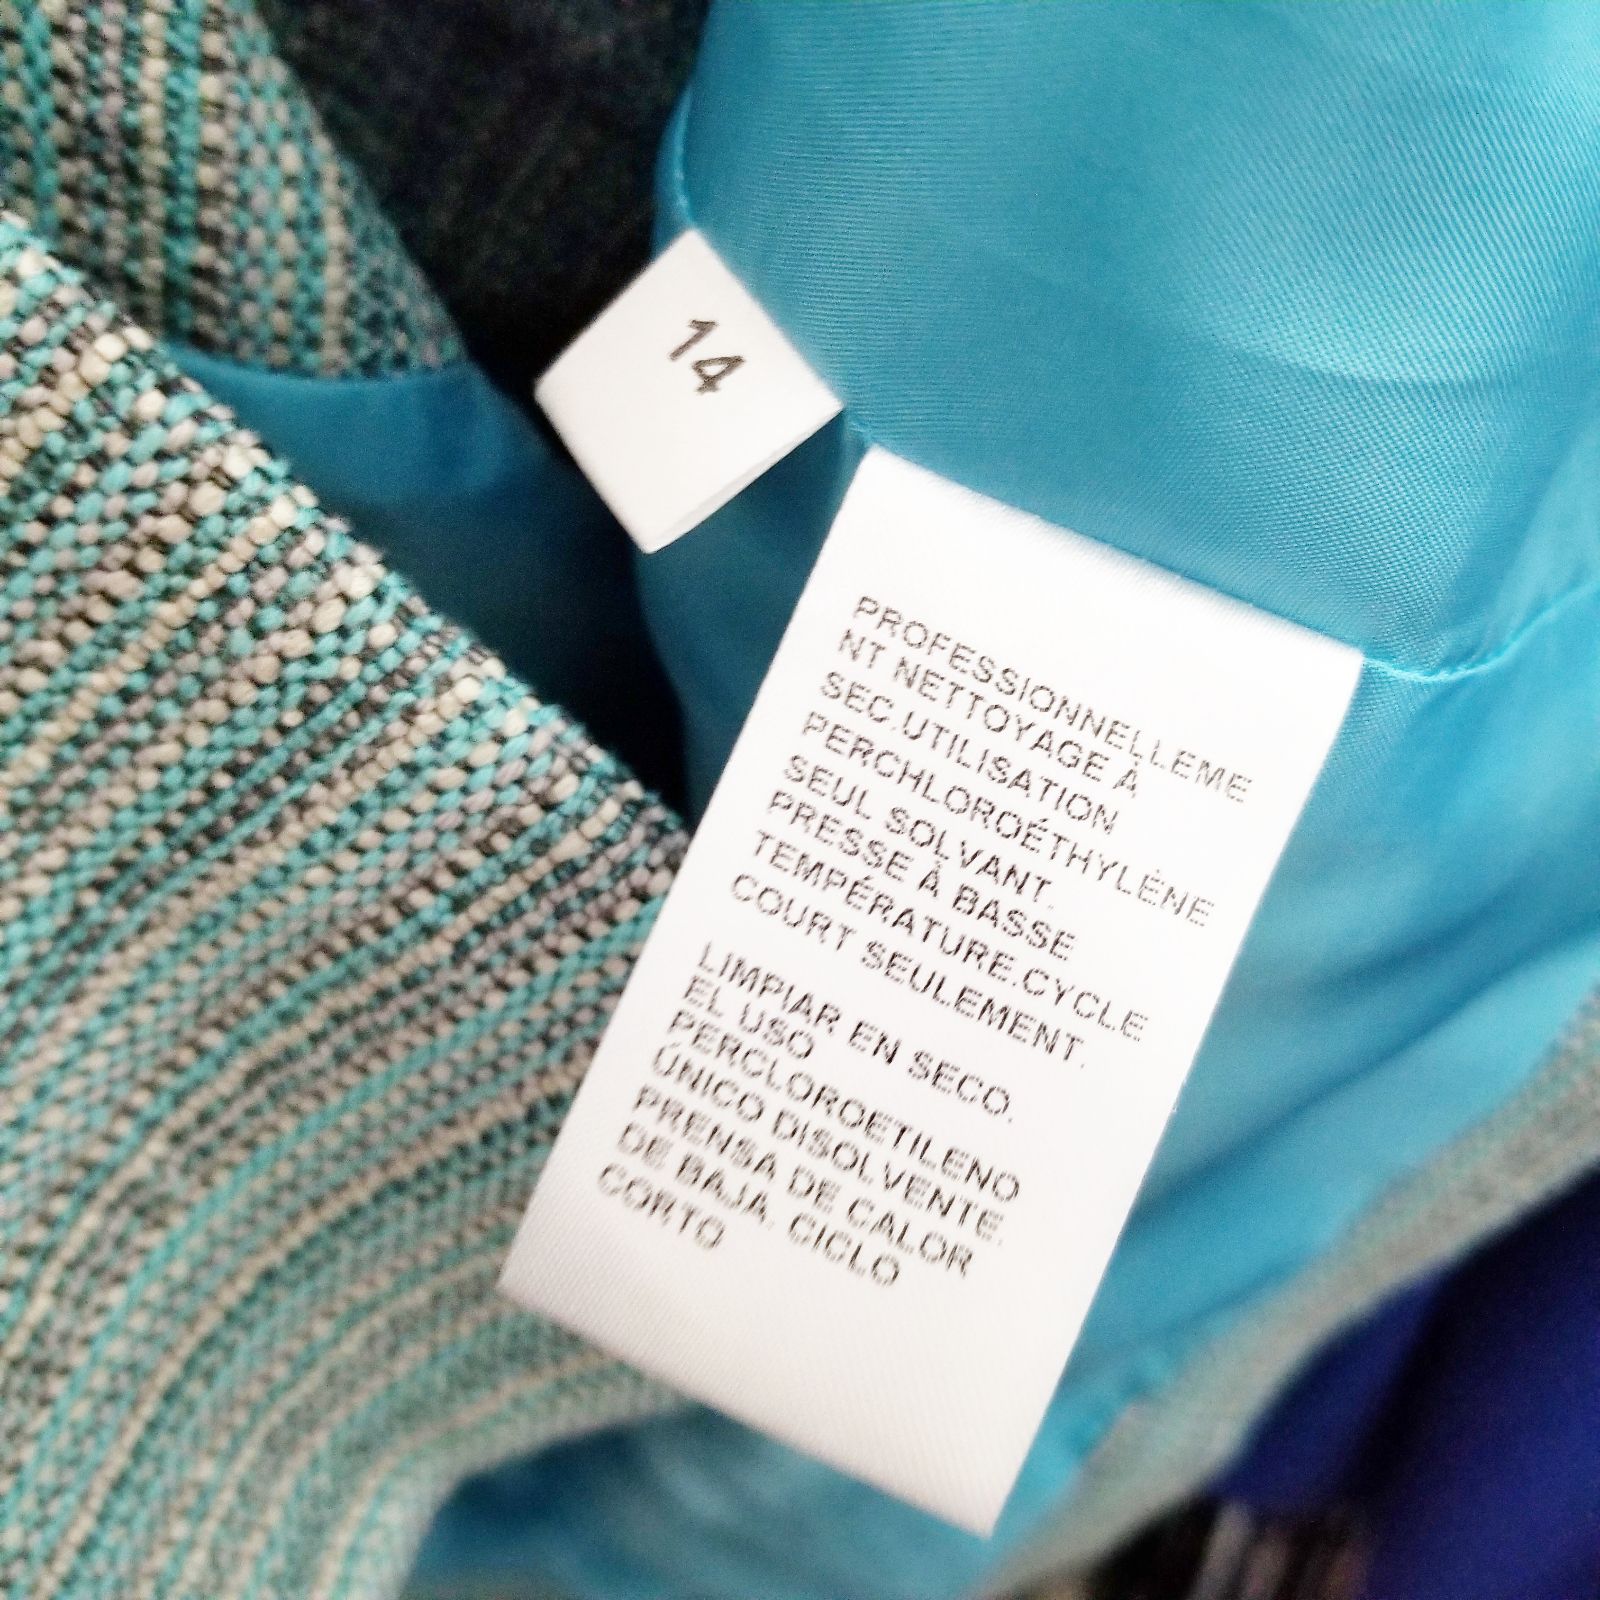 14
PROFESSIONNELLEME
NT NETTOYAGE À
SEC.UTILISATION
PERCHLOROÉTHYLÈNE
SEUL SOLVANT.
PRESSE À BASSE
TEMPÉRATURE.CYCLE
COURT SEULEMENT.
LIMPIAR EN SECO.
EL USO
PERCLOROETILENO
ÚNICO DISOLVENTE.
PRENSA DE CALOR
DE BAJA. CICLO
CORTO